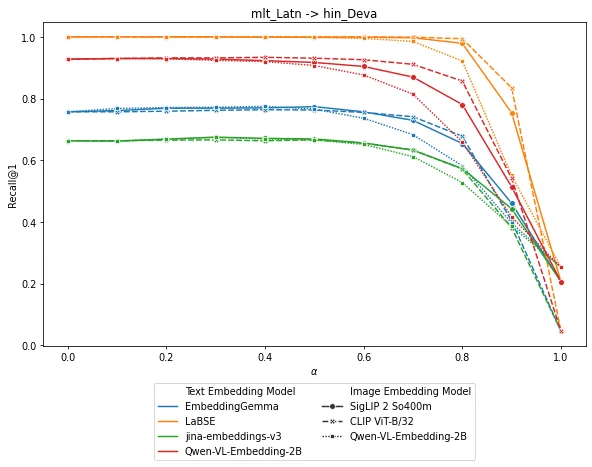 mlt_Latn -> hin_Deva
Recall@1
1.0
0.8
0.6
0.4
0.2
0.0
0.0 0.2 0.4 0.6 0.8 1.0
α
Text Embedding Model
EmbeddingGemma
LaBSE
jina-embeddings-v3
Qwen-VL-Embedding-2B
Image Embedding Model
SigLIP 2 So400m
CLIP ViT-B/32
Qwen-VL-Embedding-2B